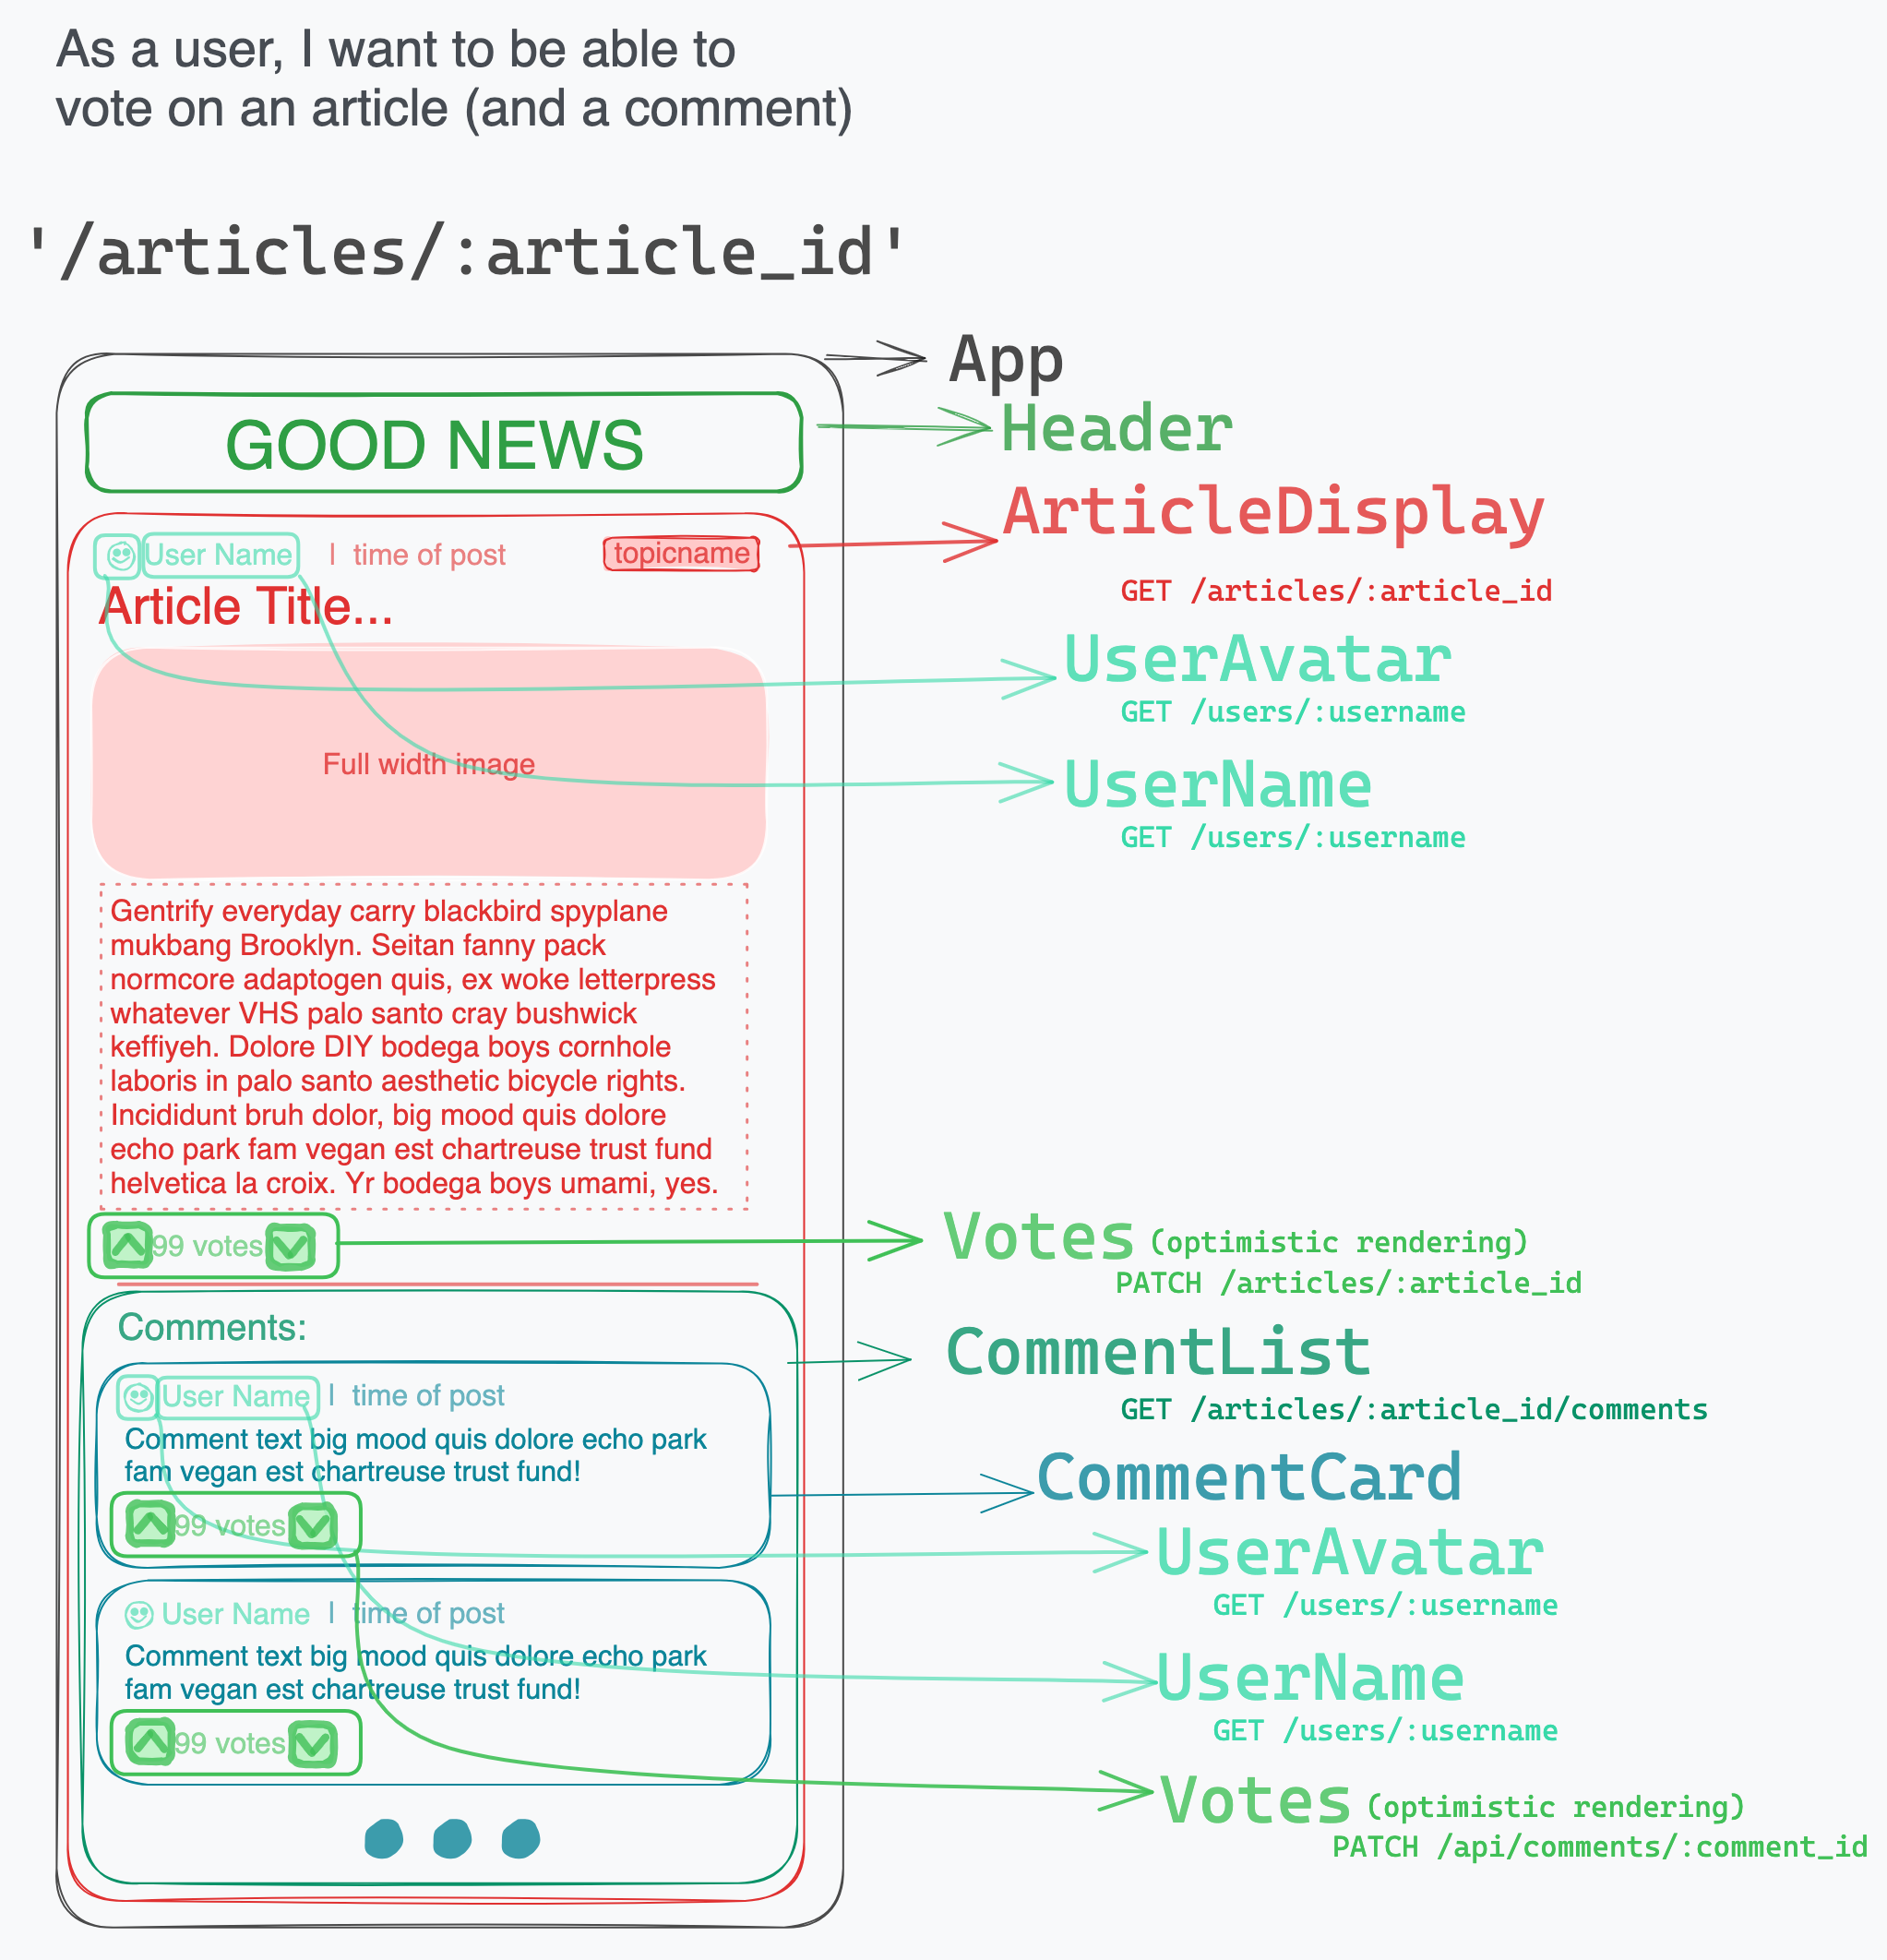 As a user, I want to be able to
vote on an article (and a comment)
'/articles/:article_id'
App
GOOD NEWS
Header
ArticleDisplay
GET /articles/:article_id
User Name | time of post topicname
Article Title...
UserAvatar
GET /users/:username
Full width image
UserName
GET /users/:username
Gentrify everyday carry blackbird spyplane
mukbang Brooklyn. Seitan fanny pack
normcore adaptogen quis, ex woke letterpress
whatever VHS palo santo cray bushwick
keffiyeh. Dolore DIY bodega boys cornhole
laboris in palo santo aesthetic bicycle rights.
Incididunt bruh dolor, big mood quis dolore
echo park fam vegan est chartreuse trust fund
helvetica la croix. Yr bodega boys umami, yes.
99 votes
Votes (optimistic rendering)
PATCH /articles/:article_id
Comments:
CommentList
GET /articles/:article_id/comments
User Name | time of post
Comment text big mood quis dolore echo park
fam vegan est chartreuse trust fund!
99 votes
CommentCard
UserAvatar
GET /users/:username
User Name | time of post
Comment text big mood quis dolore echo park
fam vegan est chartreuse trust fund!
99 votes
UserName
GET /users/:username
Votes (optimistic rendering)
PATCH /api/comments/:comment_id